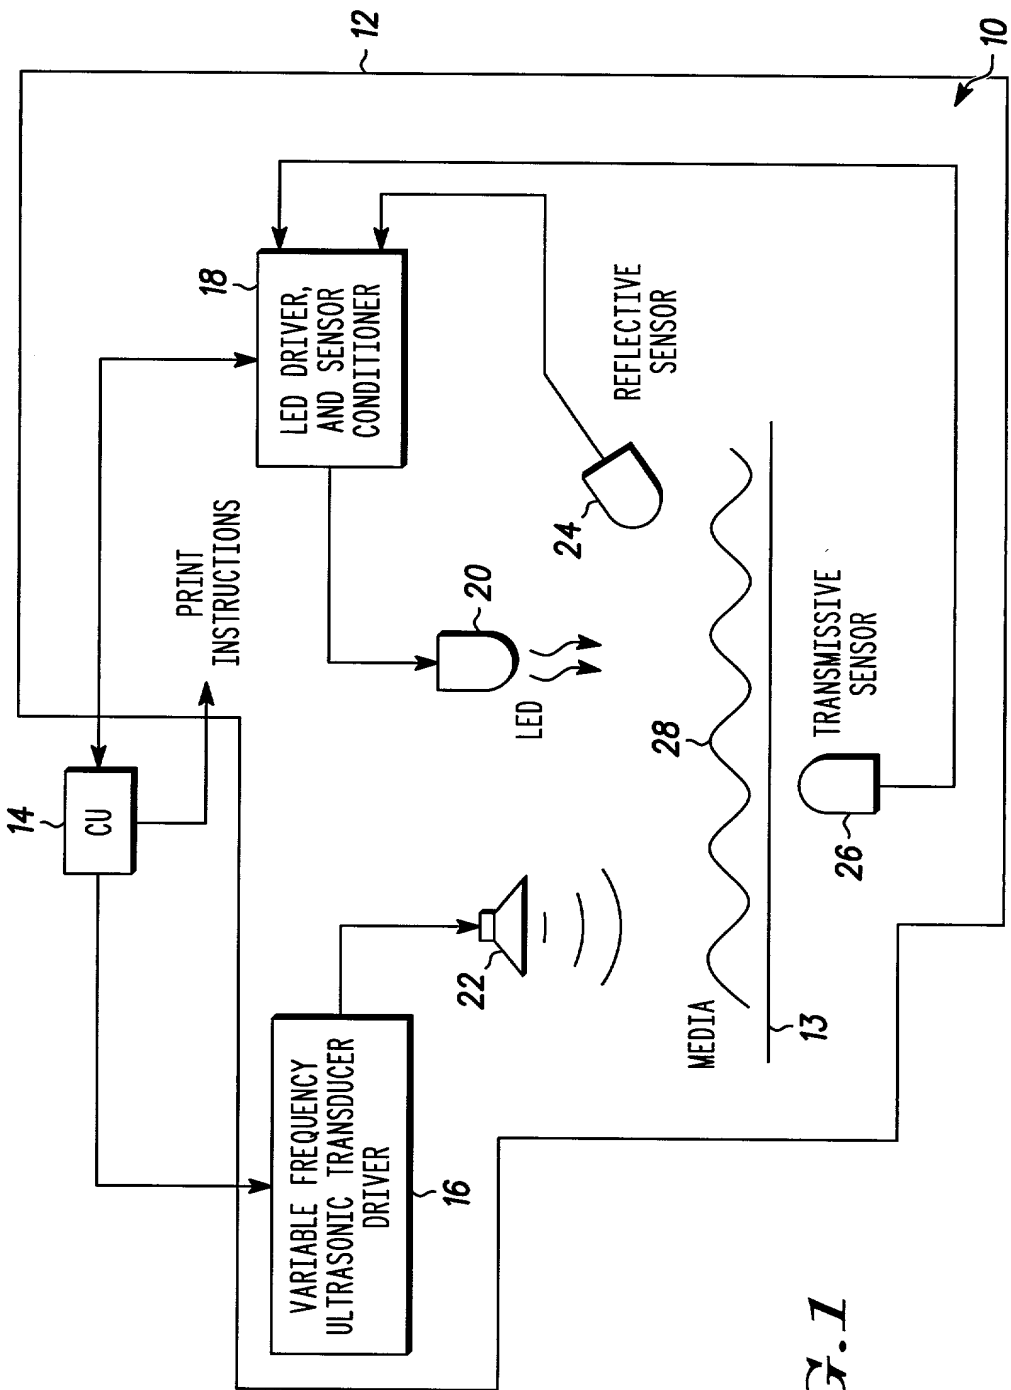 14
CU
PRINT
INSTRUCTIONS
18
LED DRIVER,
AND SENSOR
CONDITIONER
12
VARIABLE FREQUENCY
ULTRASONIC TRANSDUCER
DRIVER
16
22
20
LED
24
REFLECTIVE
SENSOR
28
MEDIA
13
TRANSMISSIVE
SENSOR
26
10
G.1